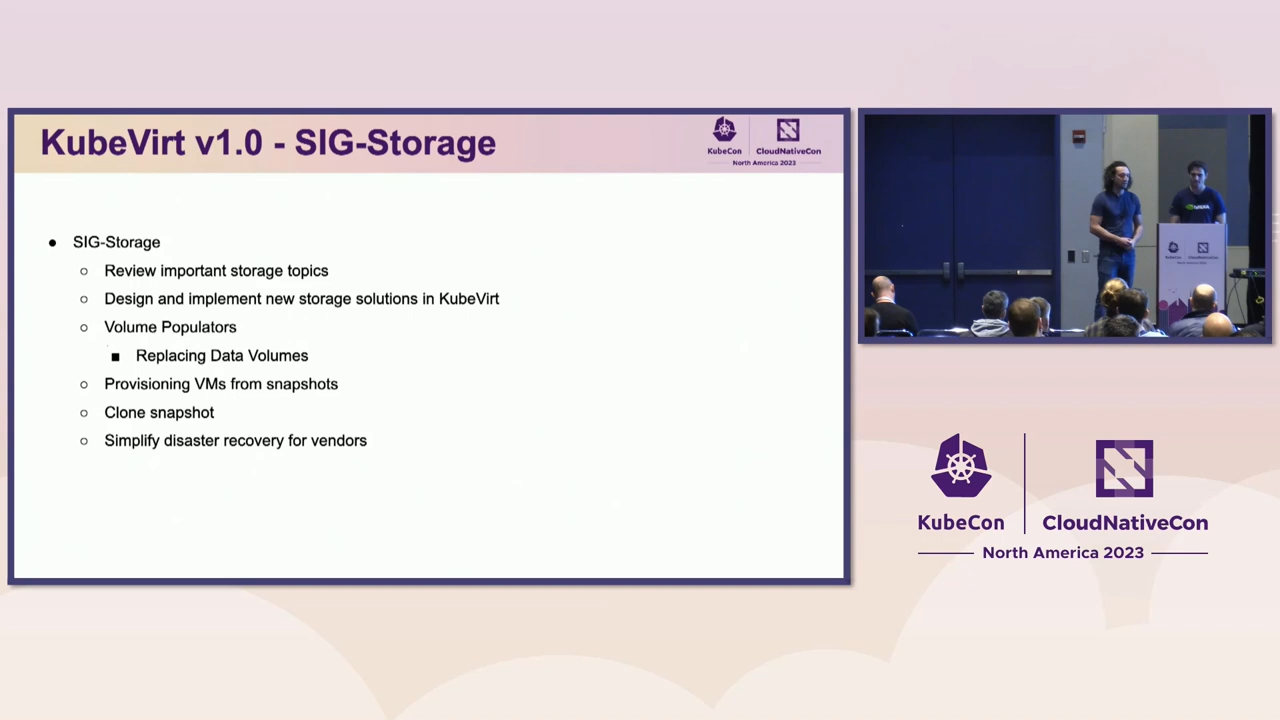 KubeVirt v1.0 - SIG-Storage
KubeCon
CloudNativeCon
North America 2023
● SIG-Storage
○ Review important storage topics
○ Design and implement new storage solutions in KubeVirt
○ Volume Populators
■ Replacing Data Volumes
○ Provisioning VMs from snapshots
○ Clone snapshot
○ Simplify disaster recovery for vendors
KubeCon
CloudNativeCon
North America 2023